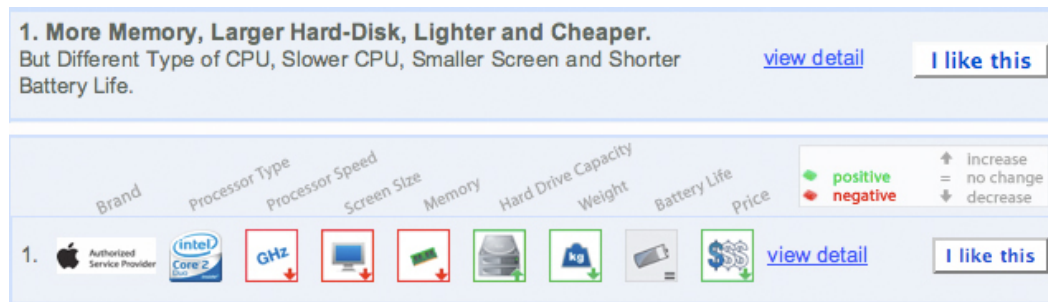 1. More Memory, Larger Hard-Disk, Lighter and Cheaper.
But Different Type of CPU, Slower CPU, Smaller Screen and Shorter
Battery Life.
view detail
I like this
Brand
Processor Type
Processor Speed
Screen SIze
Memory
Hard Drive Capacity
Weight
Battery Life
Price
positive
negative
increase
= no change
decrease
1.
Authorized
Service Provider
intel
Core 2
Duo
GHz
kg
=
$$$
$$
view detail
I like this